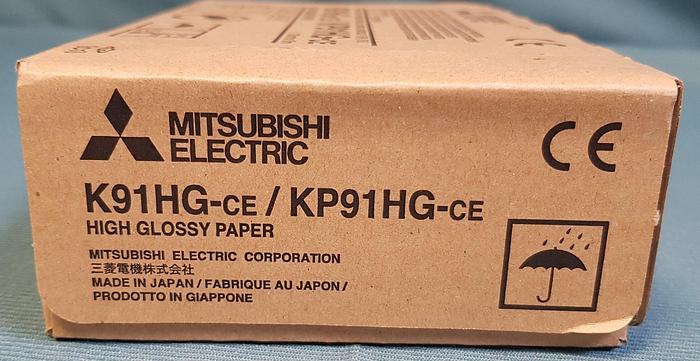 MITSUBISHI
ELECTRIC
CE
K91HG-CE / KP91HG-CE
HIGH GLOSSY PAPER
MITSUBISHI ELECTRIC CORPORATION
三菱電機株式会社
MADE IN JAPAN / FABRIQUE AU JAPON /
PRODOTTO IN GIAPPONE